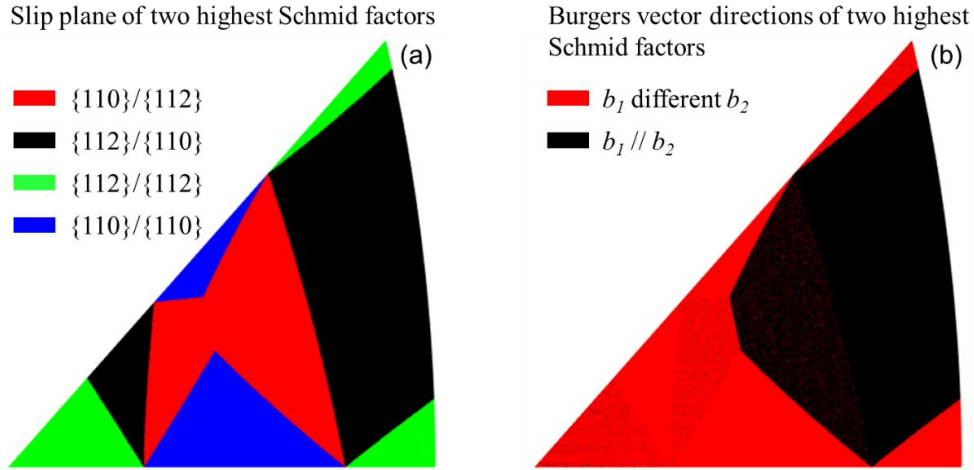 Slip plane of two highest Schmid factors
(a)
{110}/{112}
{112}/{110}
{112}/{112}
{110}/{110}
Burgers vector directions of two highest
Schmid factors
(b)
b1 different b2
b1 // b2